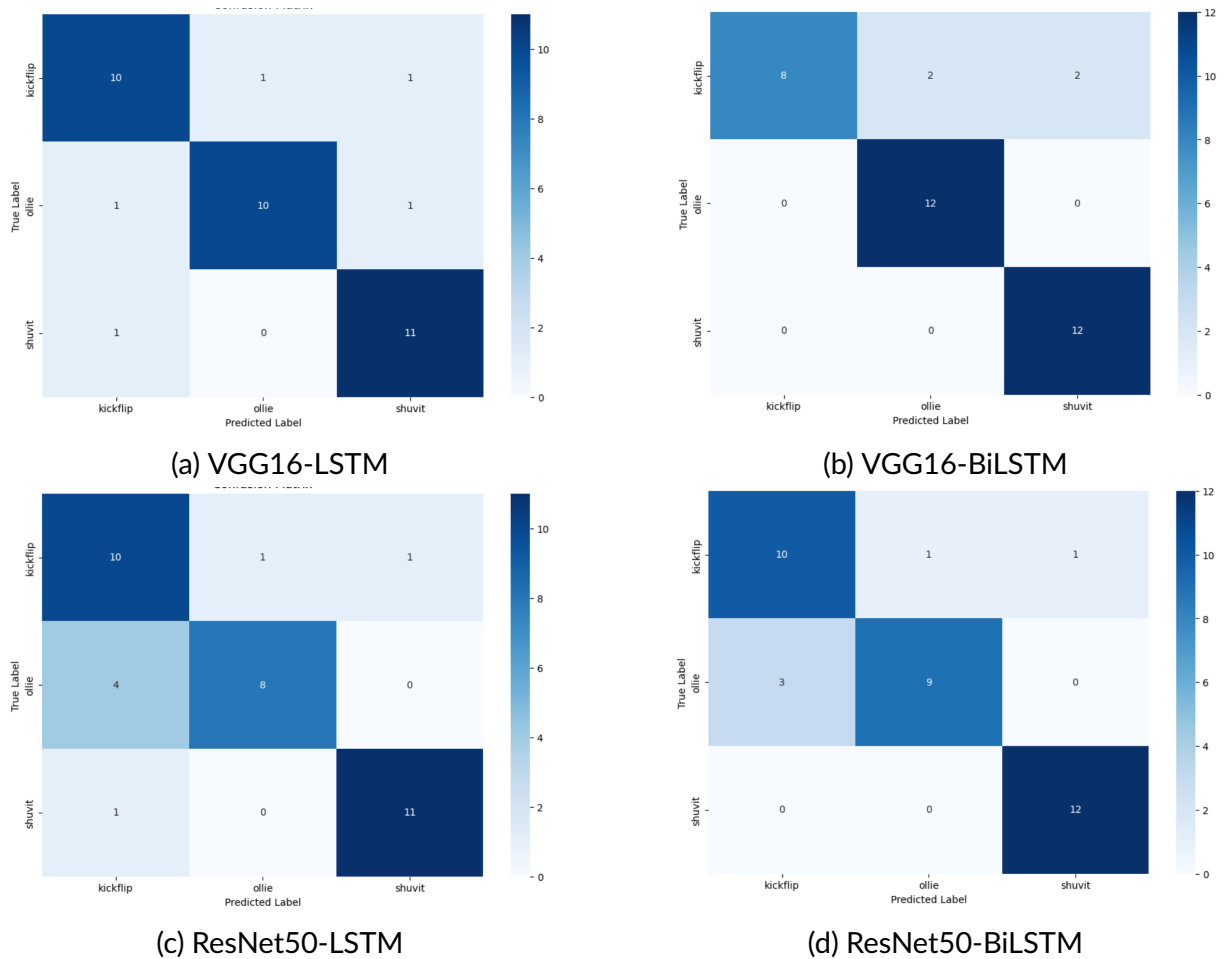 10 1 1
1 10 1
1 0 11
kickflip
ollie
shuvit
True Label
kickflip ollie shuvit
Predicted Label
10
8
6
4
2
0
(a) VGG16-LSTM
8 2 2
0 12 0
0 0 12
kickflip
ollie
shuvit
True Label
kickflip ollie shuvit
Predicted Label
12
10
8
6
4
2
0
(b) VGG16-BiLSTM
10 1 1
4 8 0
1 0 11
kickflip
ollie
shuvit
True Label
kickflip ollie shuvit
Predicted Label
10
8
6
4
2
0
(c) ResNet50-LSTM
10 1 1
3 9 0
0 0 12
kickflip
ollie
shuvit
True Label
kickflip ollie shuvit
Predicted Label
12
10
8
6
4
2
0
(d) ResNet50-BiLSTM